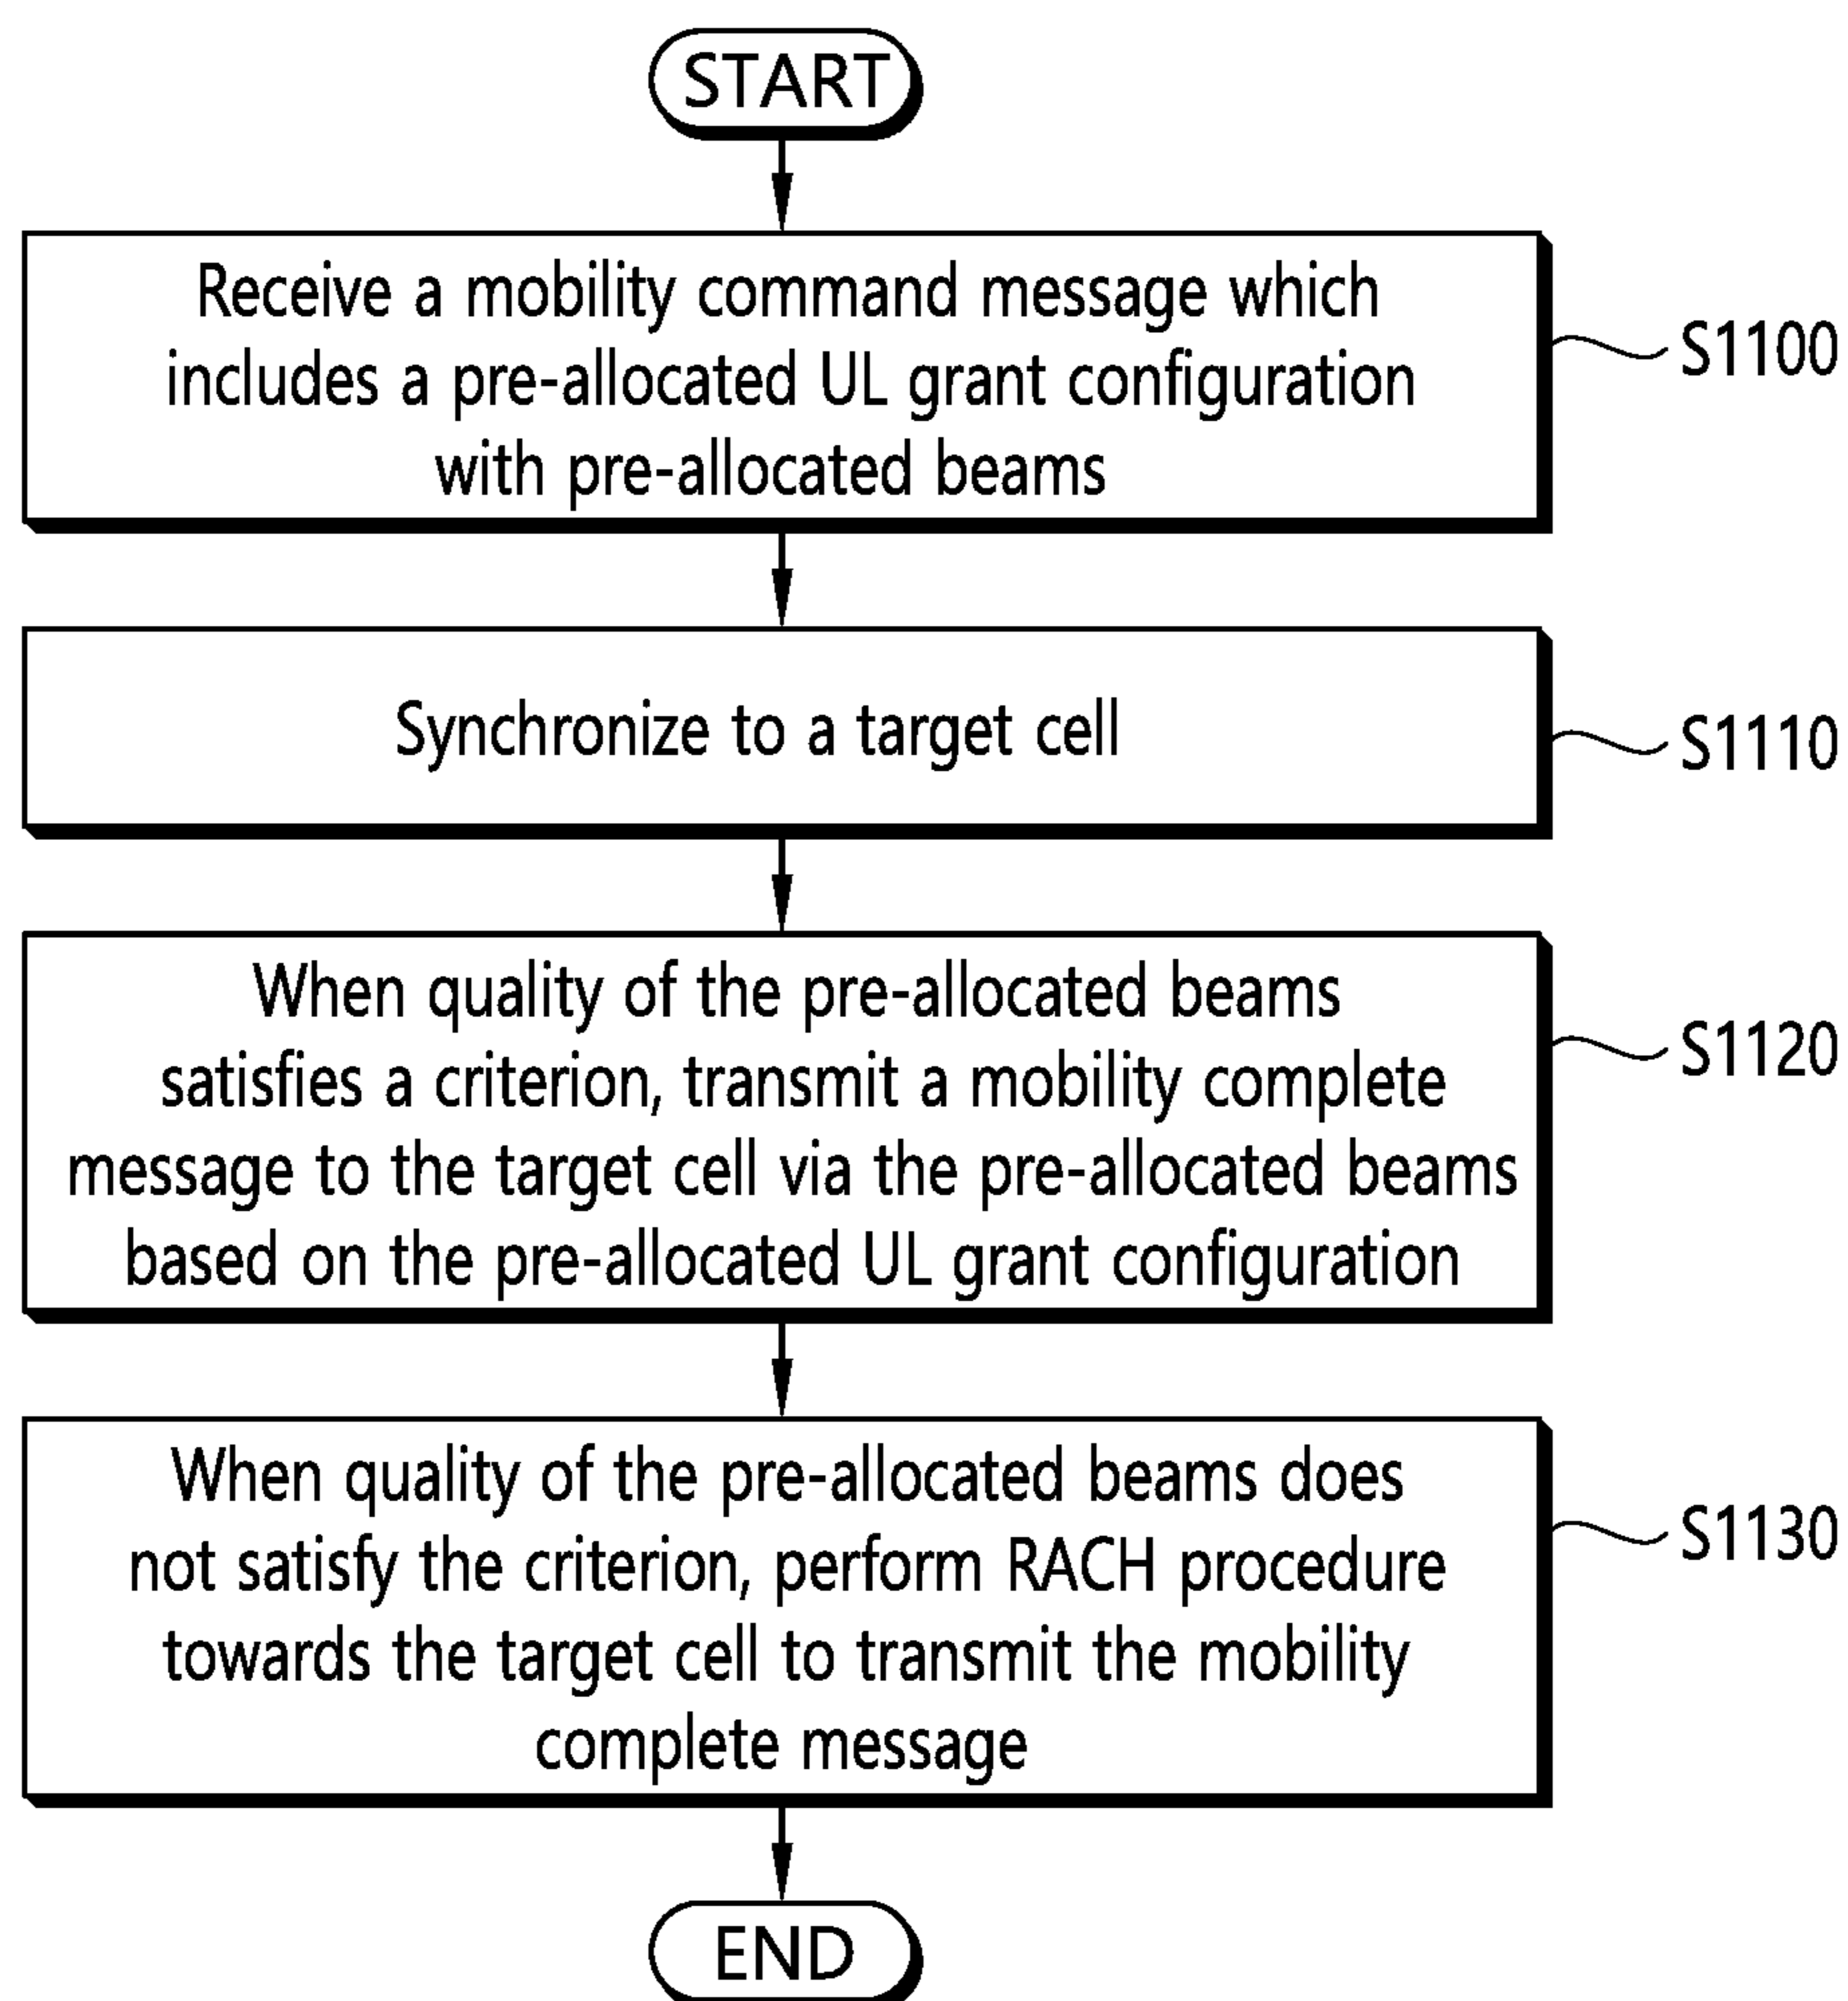 START
Receive a mobility command message which
includes a pre-allocated UL grant configuration
with pre-allocated beams
S1100
Synchronize to a target cell
S1110
When quality of the pre-allocated beams
satisfies a criterion, transmit a mobility complete
message to the target cell via the pre-allocated beams
based on the pre-allocated UL grant configuration
S1120
When quality of the pre-allocated beams does
not satisfy the criterion, perform RACH procedure
towards the target cell to transmit the mobility
complete message
S1130
END